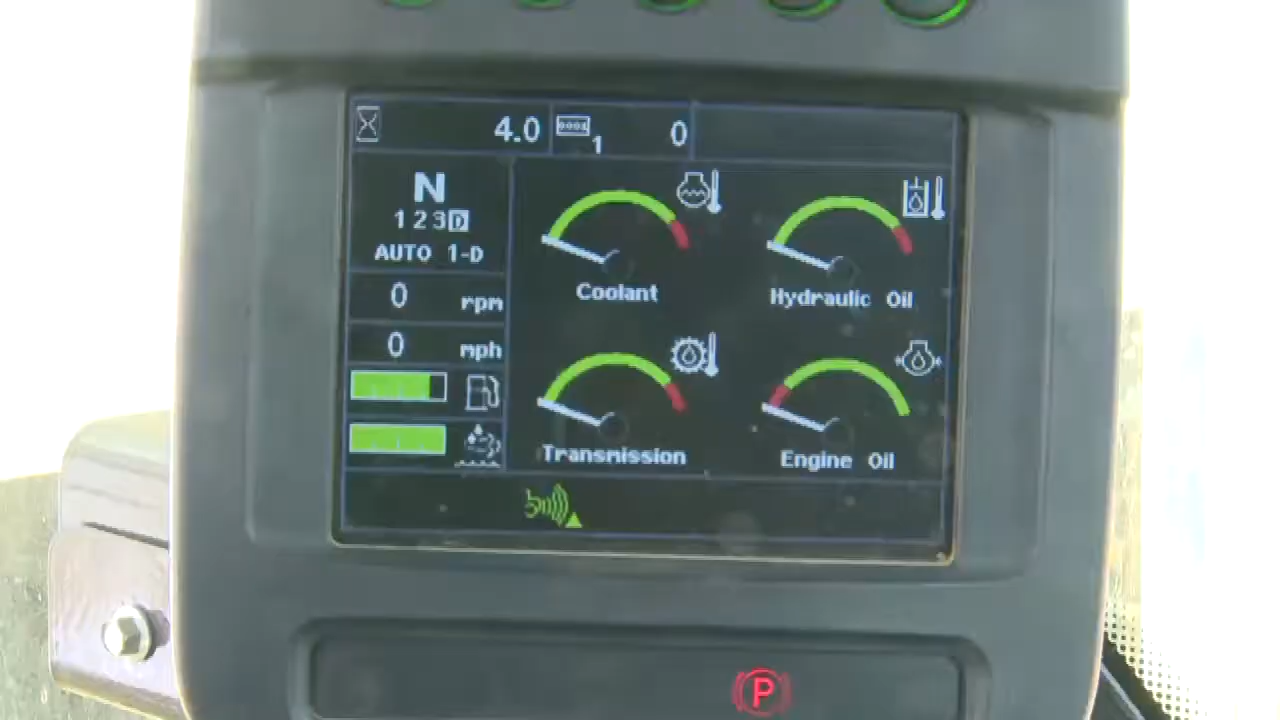 4.0
0001 1 0
N
1 2 3 D
AUTO 1-D
0 rpm
0 mph
Coolant
Hydraulic Oil
Transmission
Engine Oil
P